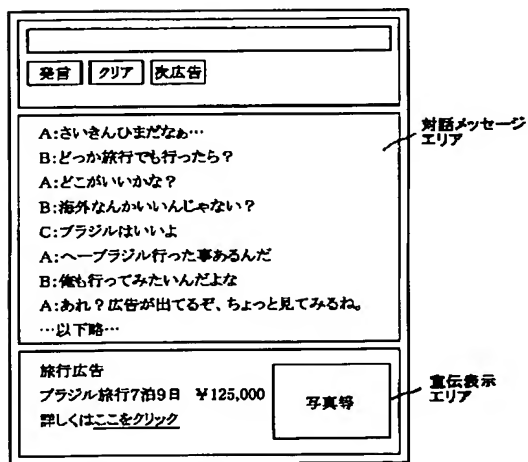 発言 クリア 次広告
対話メッセージ
エリア
A:さいきんひまだなぁ…
B:どっか旅行でも行ったら？
A:どこがいいかな？
B:海外なんかいいんじゃない？
C:ブラジルはいいよ
A:へーブラジル行った事あるんだ
B:俺も行ってみたいんだよな
A:あれ？広告が出てるぞ、ちょっと見てみるね。
…以下略…
旅行広告
ブラジル旅行7泊9日 ¥125,000
詳しくはここをクリック
写真等
宣伝表示
エリア